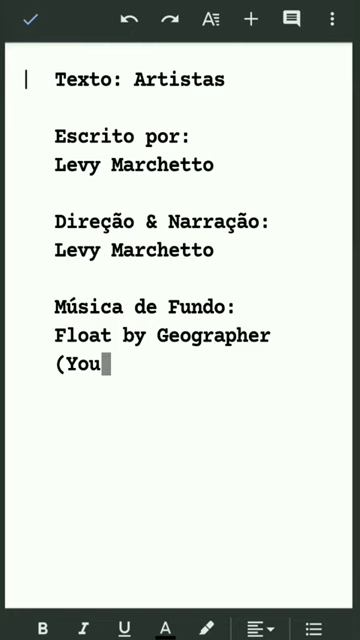 Texto: Artistas
Escrito por:
Levy Marchetto
Direção & Narração:
Levy Marchetto
Música de Fundo:
Float by Geographer
(You
B I U A